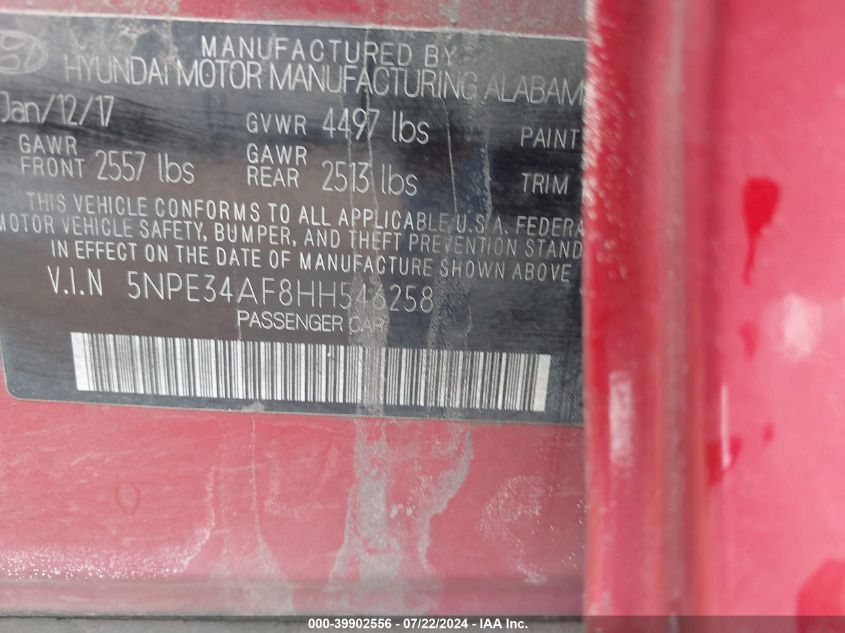 MANUFACTURED BY
HYUNDAI MOTOR MANUFACTURING ALABAM
Jan/12/17 GVWR 4497 lbs PAINT
GAWR FRONT 2557 lbs GAWR REAR 2513 lbs TRIM
THIS VEHICLE CONFORMS TO ALL APPLICABLE U.S.A. FEDERA
MOTOR VEHICLE SAFETY, BUMPER, AND THEFT PREVENTION STAND
IN EFFECT ON THE DATE OF MANUFACTURE SHOWN ABOVE
V.I.N 5NPE34AF8HH546258
PASSENGER CAR
000-39902556 - 07/22/2024 - IAA Inc.